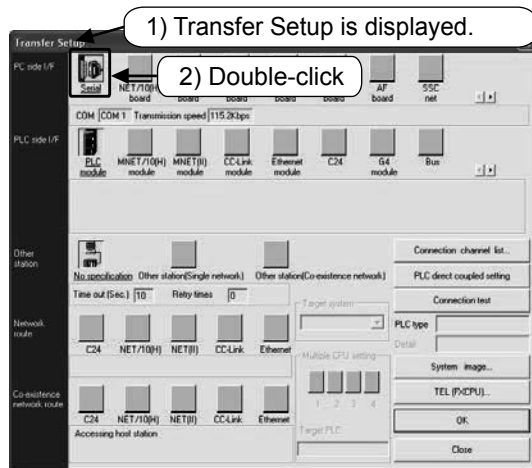 1) Transfer Setup is displayed.
Transfer Setup
2) Double-click
PC side I/F
Serial NET/10(H) board board board board board AF board SSC net
COM COM 1 Transmission speed 115.2Kbps
PLC side I/F
PLC module MNET/10(H) module MNET(II) module CC-Link module Ethernet module C24 G4 module Bus
Other station
No specification Other station(Single network) Other station(Co-existence network)
Time out (Sec.) 10 Retry times 0
Network route
C24 NET/10(H) NET(II) CC-Link Ethernet
Co-existence network route
C24 NET/10(H) NET(II) CC-Link Ethernet
Accessing host station
Target system
Multiple CPU setting
1 2 3 4
Target PLC
Connection channel list...
PLC direct coupled setting
Connection test
PLC type
Detail
System image...
TEL (FXCPU)...
OK
Close